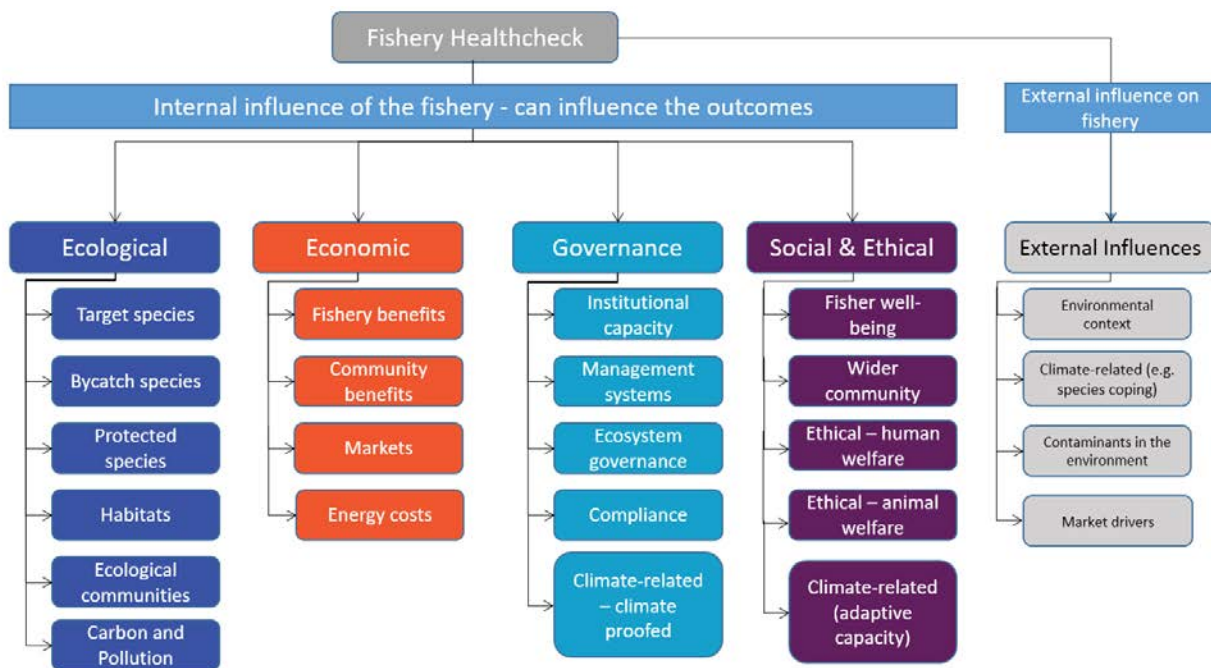 Fishery Healthcheck
Internal influence of the fishery - can influence the outcomes
External influence on
fishery
Ecological
Target species
Bycatch species
Protected
species
Habitats
Ecological
communities
Carbon and
Pollution
Economic
Fishery benefits
Community
benefits
Markets
Energy costs
Governance
Institutional
capacity
Management
systems
Ecosystem
governance
Compliance
Climate-related
– climate
proofed
Social & Ethical
Fisher well-
being
Wider
community
Ethical – human
welfare
Ethical – animal
welfare
Climate-related
(adaptive
capacity)
External Influences
Environmental
context
Climate-related (e.g.
species coping)
Contaminants in the
environment
Market drivers